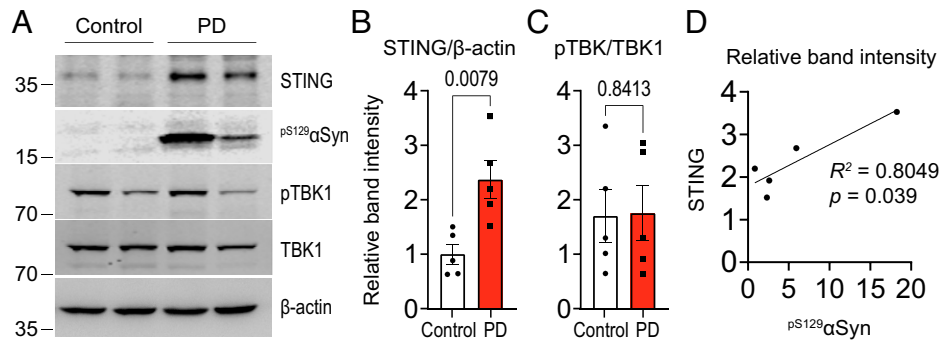 A
Control PD
STING
35
pS129αSyn
15
pTBK1
70
TBK1
70
β-actin
35
B
STING/β-actin
0.0079
Relative band intensity
4
3
2
1
0
Control PD
C
pTBK/TBK1
0.8413
4
3
2
1
0
Control PD
D
Relative band intensity
STING
4
3
2
1
0
R² = 0.8049
p = 0.039
0 5 10 15 20
pS129αSyn